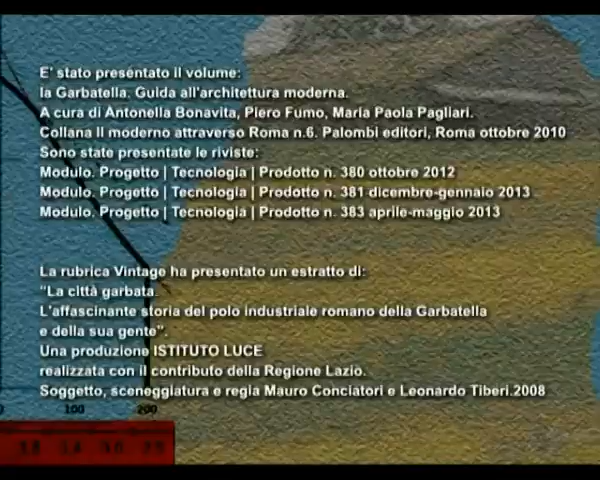 E' stato presentato il volume:
la Garbatella. Guida all'architettura moderna.
A cura di Antonella Bonavita, Piero Fumo, Maria Paola Pagliari.
Collana Il moderno attraverso Roma n.6. Palombi editori, Roma ottobre 2010
Sono state presentate le riviste:
Modulo. Progetto | Tecnologia | Prodotto n. 380 ottobre 2012
Modulo. Progetto | Tecnologia | Prodotto n. 381 dicembre-gennaio 2013
Modulo. Progetto | Tecnologia | Prodotto n. 383 aprile-maggio 2013
La rubrica Vintage ha presentato un estratto di:
"La città garbata.
L'affascinante storia del polo industriale romano della Garbatella
e della sua gente".
Una produzione ISTITUTO LUCE
realizzata con il contributo della Regione Lazio.
Soggetto, sceneggiatura e regia Mauro Conciatori e Leonardo Tiberi.2008
0 100 200